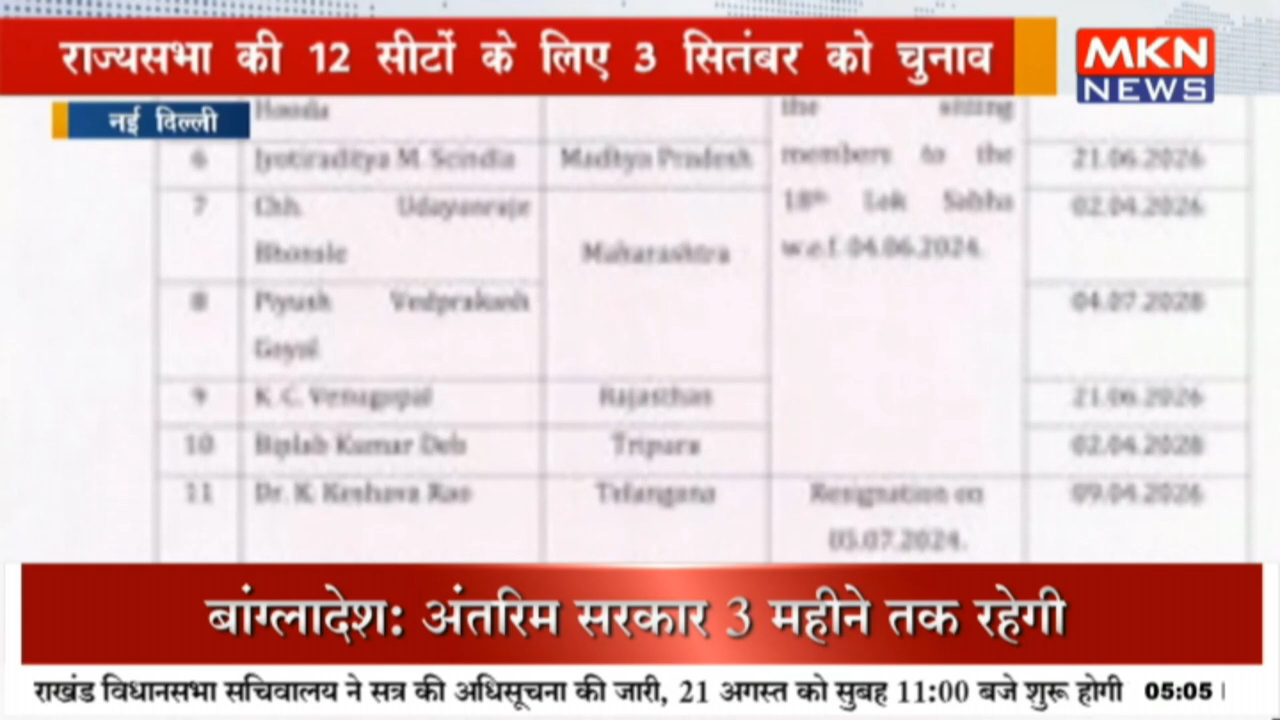 राज्यसभा की 12 सीटों के लिए 3 सितंबर को चुनाव
MKN
NEWS
नई दिल्ली
Hooda
the sitting
6 Jyotiraditya M. Scindia Madhya Pradesh members to the 21.06.2026
7 Chh. Udayanraje 18th Lok Sabha 02.04.2026
Bhonsle Maharashtra w.e.f. 04.06.2024.
8 Piyush Vedprakash 04.07.2028
Goyal
9 K. C. Venugopal Rajasthan 21.06.2026
10 Biplab Kumar Deb Tripura 02.04.2028
11 Dr. K. Keshava Rao Telangana Resignation on 09.04.2026
05.07.2024.
बांग्लादेश: अंतरिम सरकार 3 महीने तक रहेगी
राखंड विधानसभा सचिवालय ने सत्र की अधिसूचना की जारी, 21 अगस्त को सुबह 11:00 बजे शुरू होगी 05:05